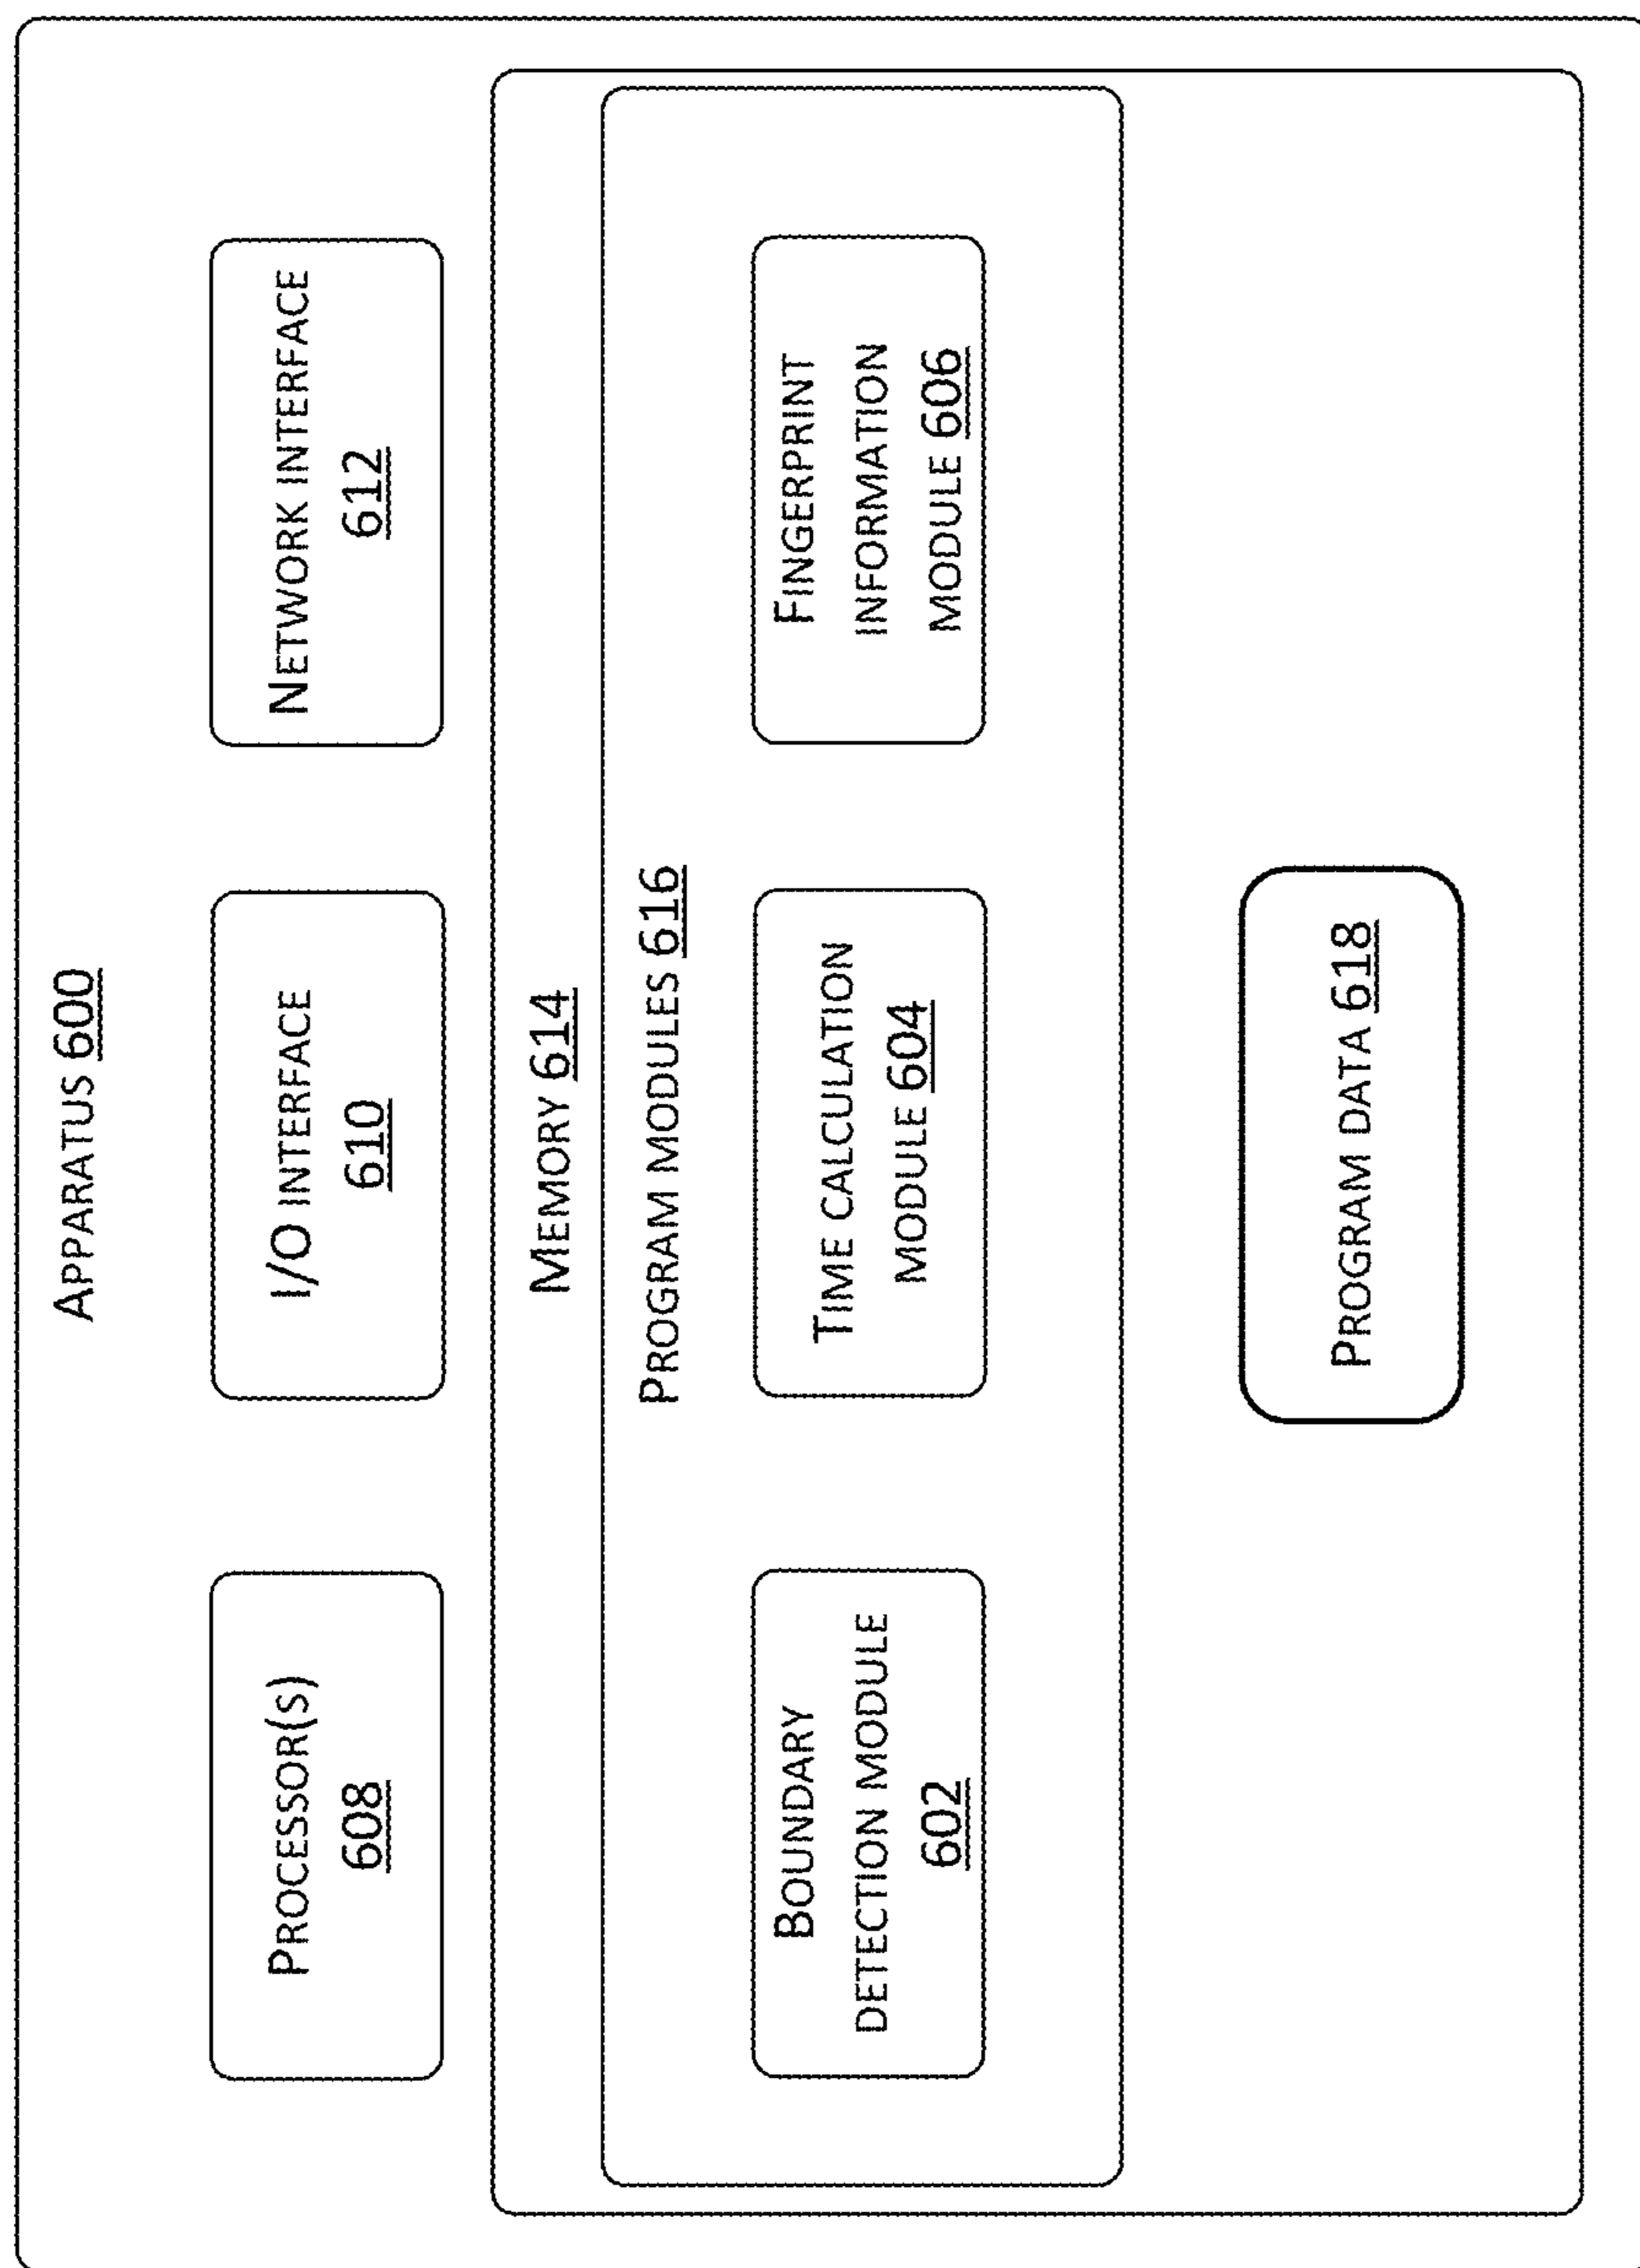 APPARATUS 600
PROCESSOR(S)
608
I/O INTERFACE
610
NETWORK INTERFACE
612
MEMORY 614
PROGRAM MODULES 616
BOUNDARY
DETECTION MODULE
602
TIME CALCULATION
MODULE 604
FINGERPRINT
INFORMATION
MODULE 606
PROGRAM DATA 618